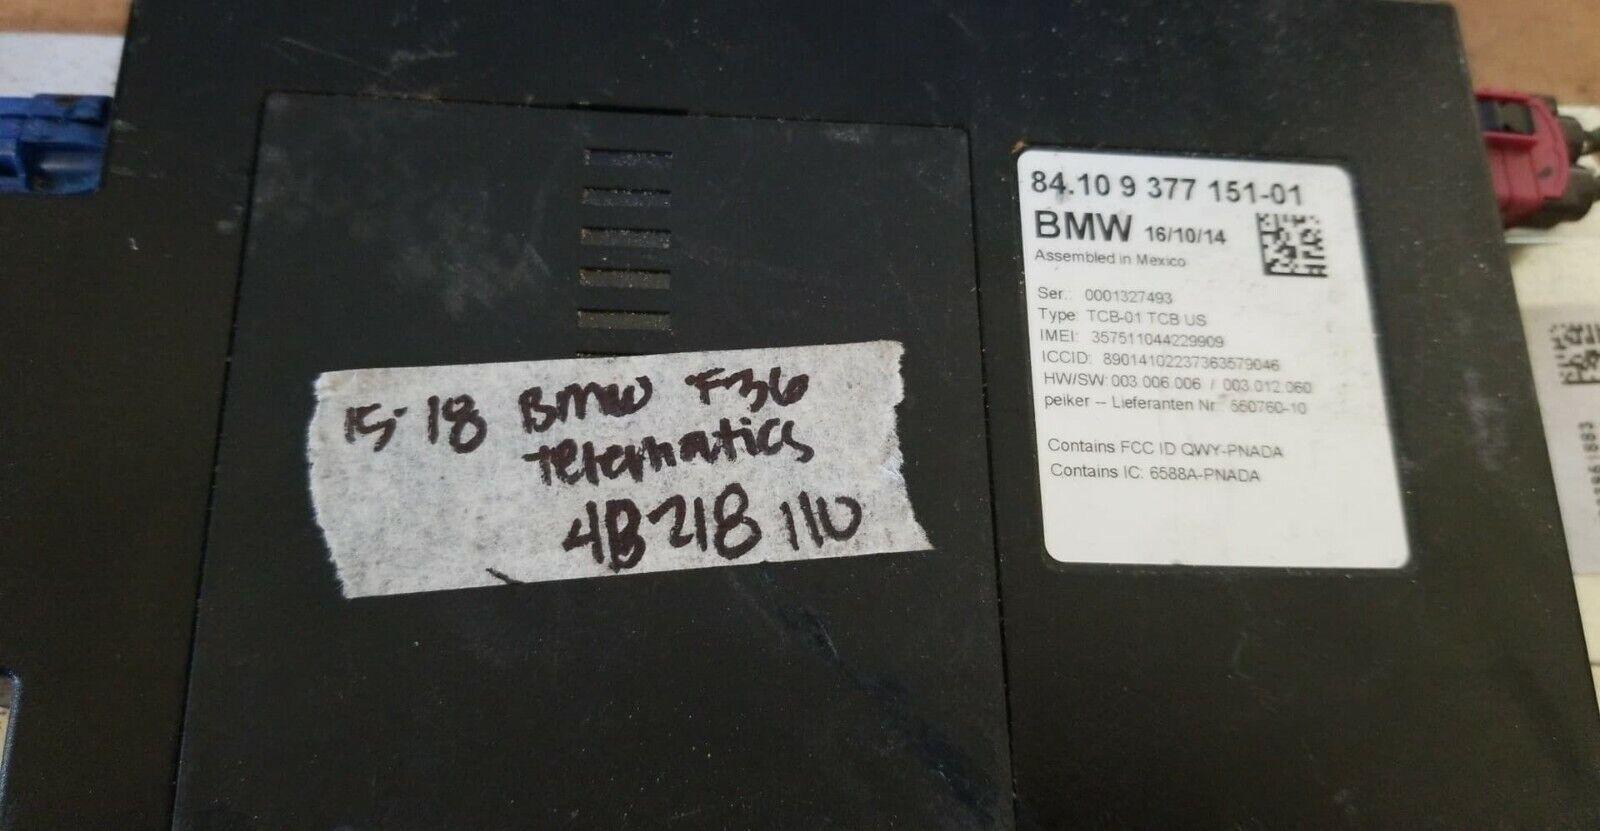 84.10 9 377 151-01
BMW 16/10/14
Assembled in Mexico
Ser.: 0001327493
Type: TCB-01 TCB US
IMEI: 357511044229909
ICCID: 89014102237363579046
HW/SW: 003.006.006 / 003.012.060
peiker -- Lieferanten Nr. 560760-10
Contains FCC ID QWY-PNADA
Contains IC: 6588A-PNADA
15-18 BMW F36
Telematics
4B218110